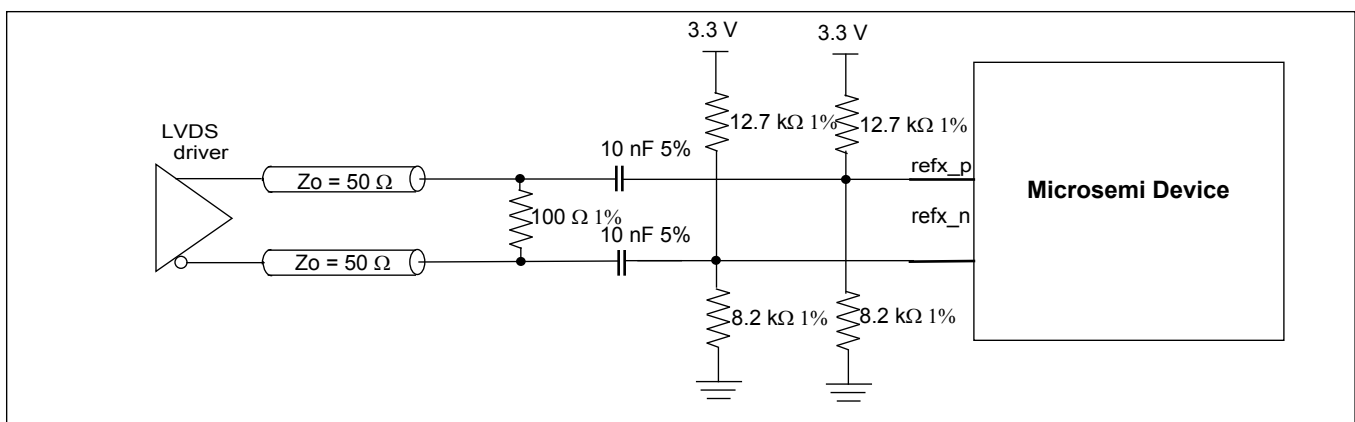 3.3 V
3.3 V
12.7 kΩ 1%
12.7 kΩ 1%
LVDS
driver
10 nF 5%
Zo = 50 Ω
refx_p
Microsemi Device
100 Ω 1%
refx_n
10 nF 5%
Zo = 50 Ω
8.2 kΩ 1%
8.2 kΩ 1%